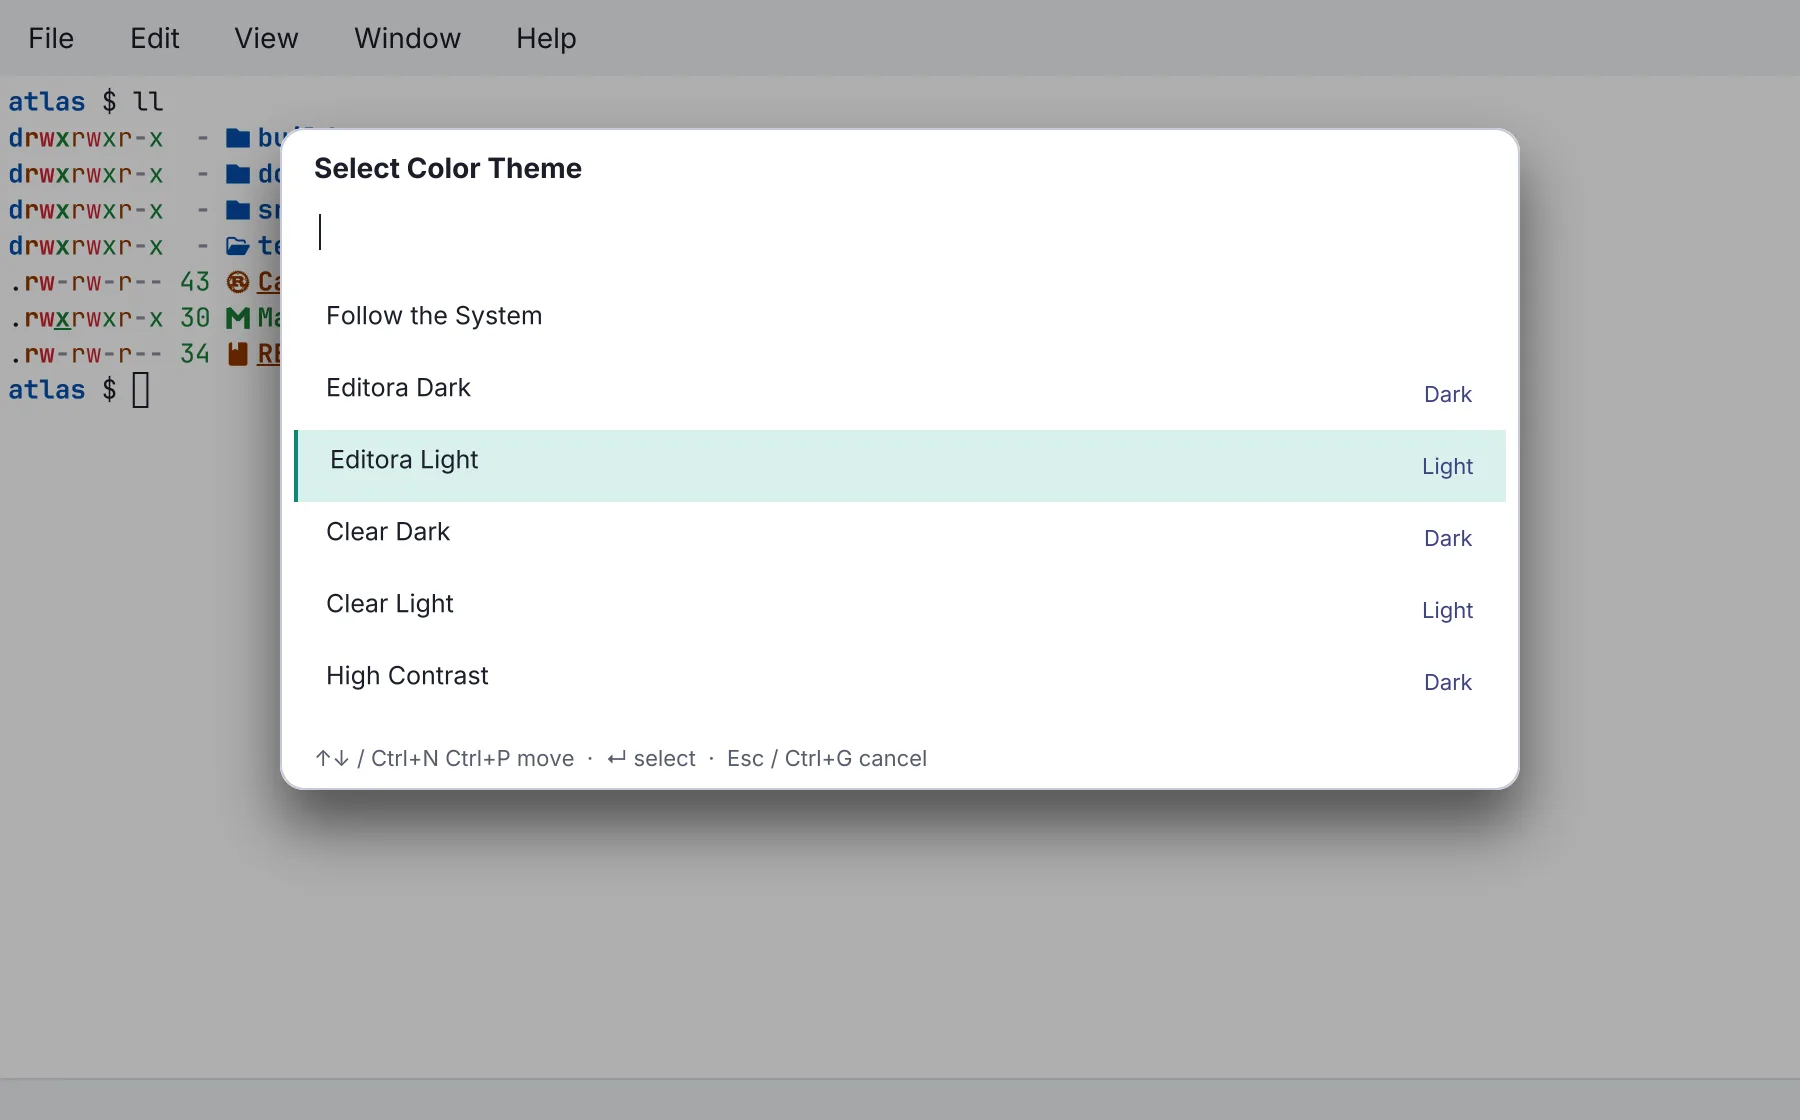 File Edit View Window Help
atlas $ ll
drwxrwxr-x -
drwxrwxr-x -
drwxrwxr-x -
drwxrwxr-x -
.rw-rw-r-- 43
.rwxrwxr-x 30
.rw-rw-r-- 34
atlas $
Select Color Theme
Follow the System
Editora Dark Dark
Editora Light Light
Clear Dark Dark
Clear Light Light
High Contrast Dark
↑↓ / Ctrl+N Ctrl+P move · ↵ select · Esc / Ctrl+G cancel